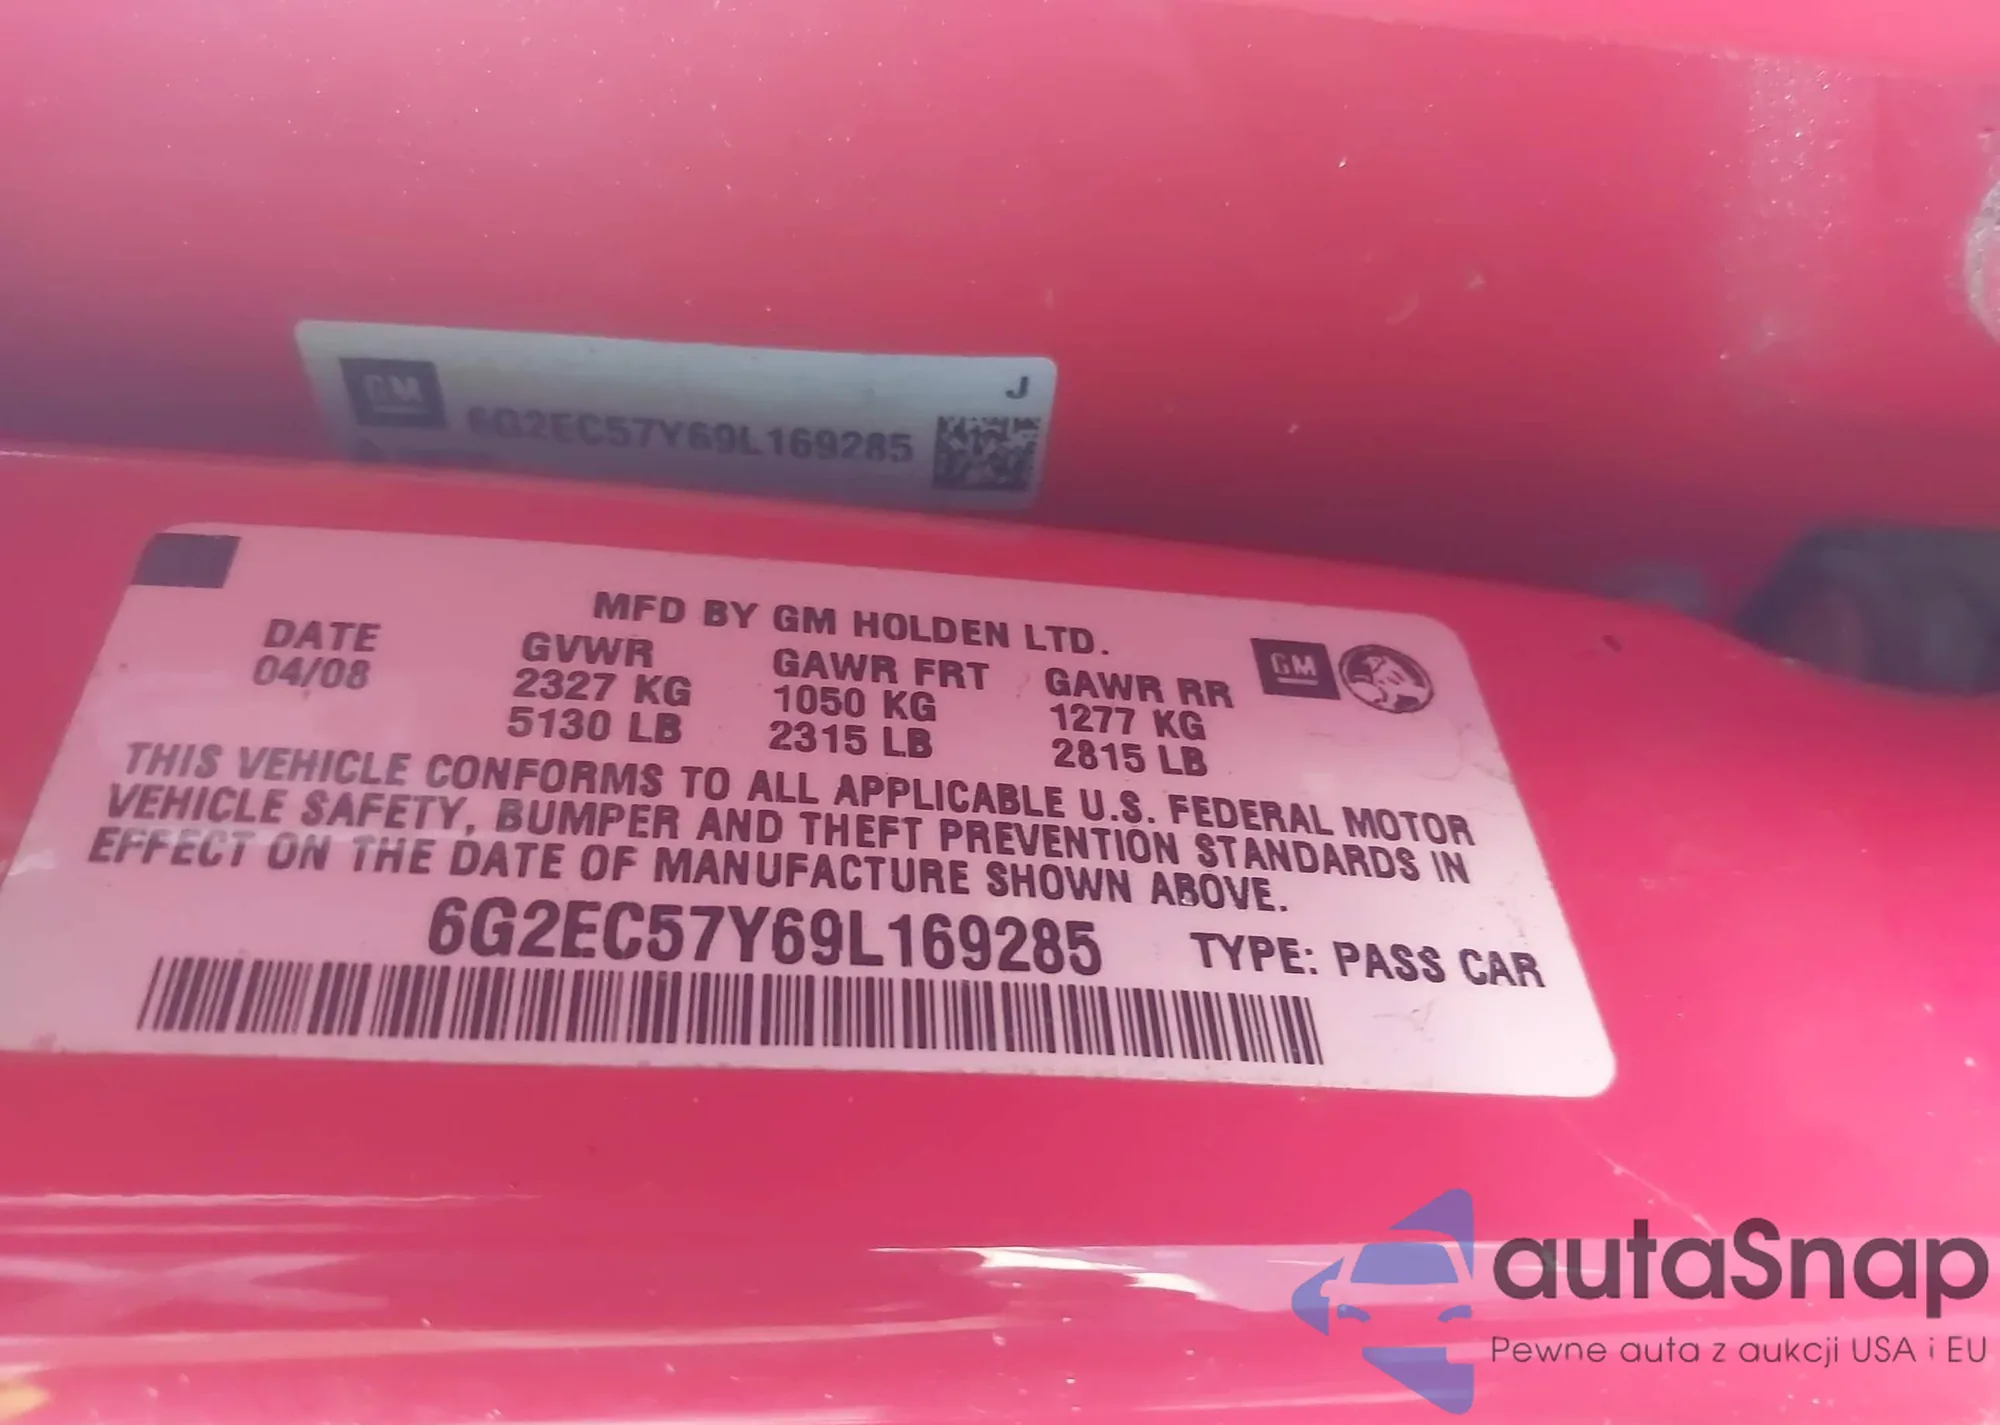 GM
J
6G2EC57Y69L169285
MFD BY GM HOLDEN LTD.
DATE GVWR GAWR FRT GAWR RR GM
04/08 2327 KG 1050 KG 1277 KG
5130 LB 2315 LB 2815 LB
THIS VEHICLE CONFORMS TO ALL APPLICABLE U.S. FEDERAL MOTOR
VEHICLE SAFETY, BUMPER AND THEFT PREVENTION STANDARDS IN
EFFECT ON THE DATE OF MANUFACTURE SHOWN ABOVE.
6G2EC57Y69L169285 TYPE: PASS CAR
autaSnap
Pewne auta z aukcji USA i EU